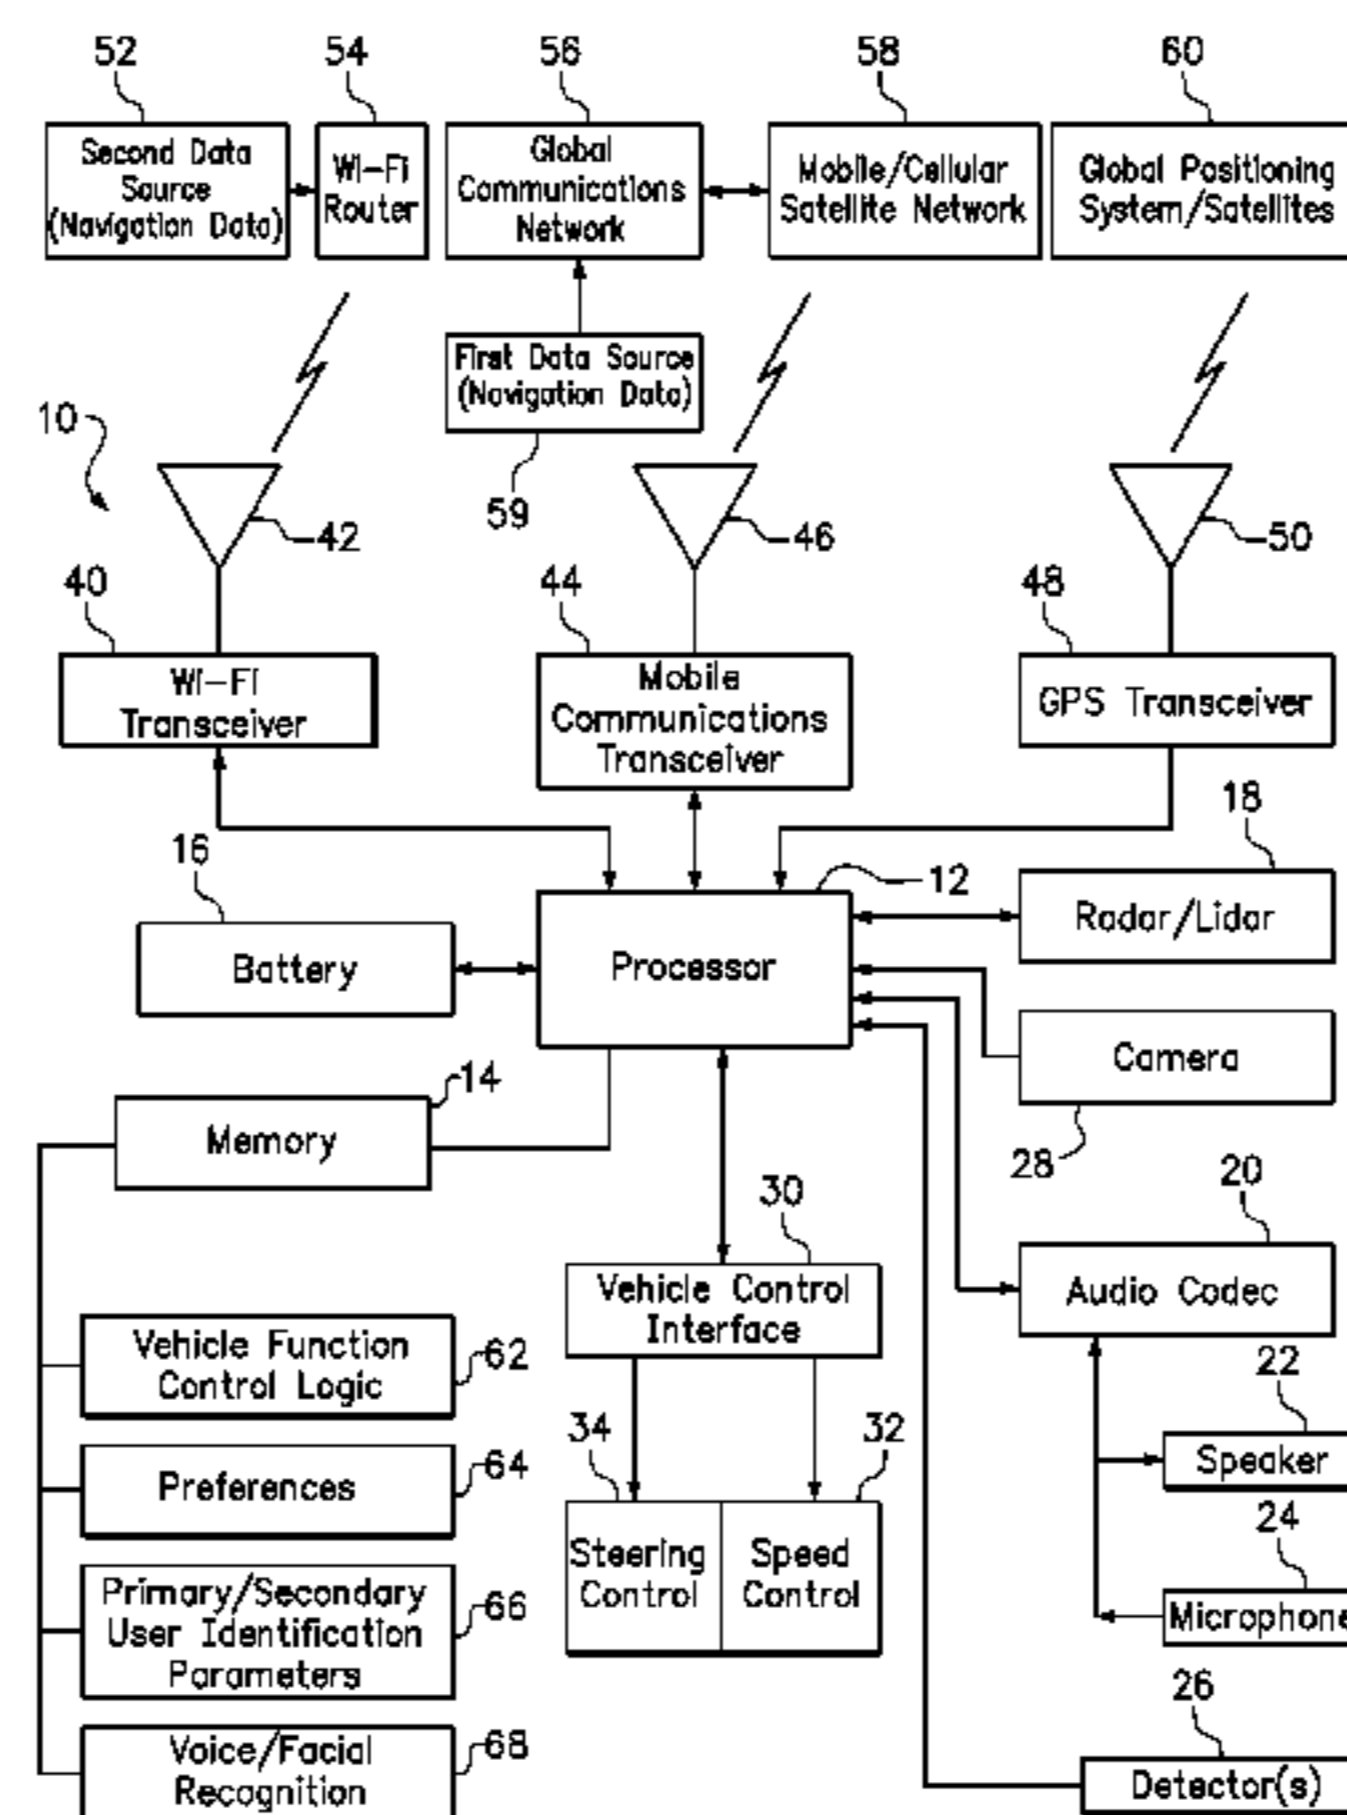 52
54
56
58
60
Second Data
Source
(Navigation Data)
Wi-Fi
Router
Global
Communications
Network
Mobile/Cellular
Satellite Network
Global Positioning
System/Satellites
First Data Source
(Navigation Data)
59
10
42
46
50
40
44
48
Wi-Fi
Transceiver
Mobile
Communications
Transceiver
GPS Transceiver
16
12
18
Battery
Processor
Radar/Lidar
Camera
28
14
Memory
30
20
Vehicle Control
Interface
Audio Codec
Vehicle Function
Control Logic
62
22
Speaker
Preferences
64
34
32
24
Steering
Control
Speed
Control
Microphone
Primary/Secondary
User Identification
Parameters
66
26
Voice/Facial
Recognition
68
Detector(s)